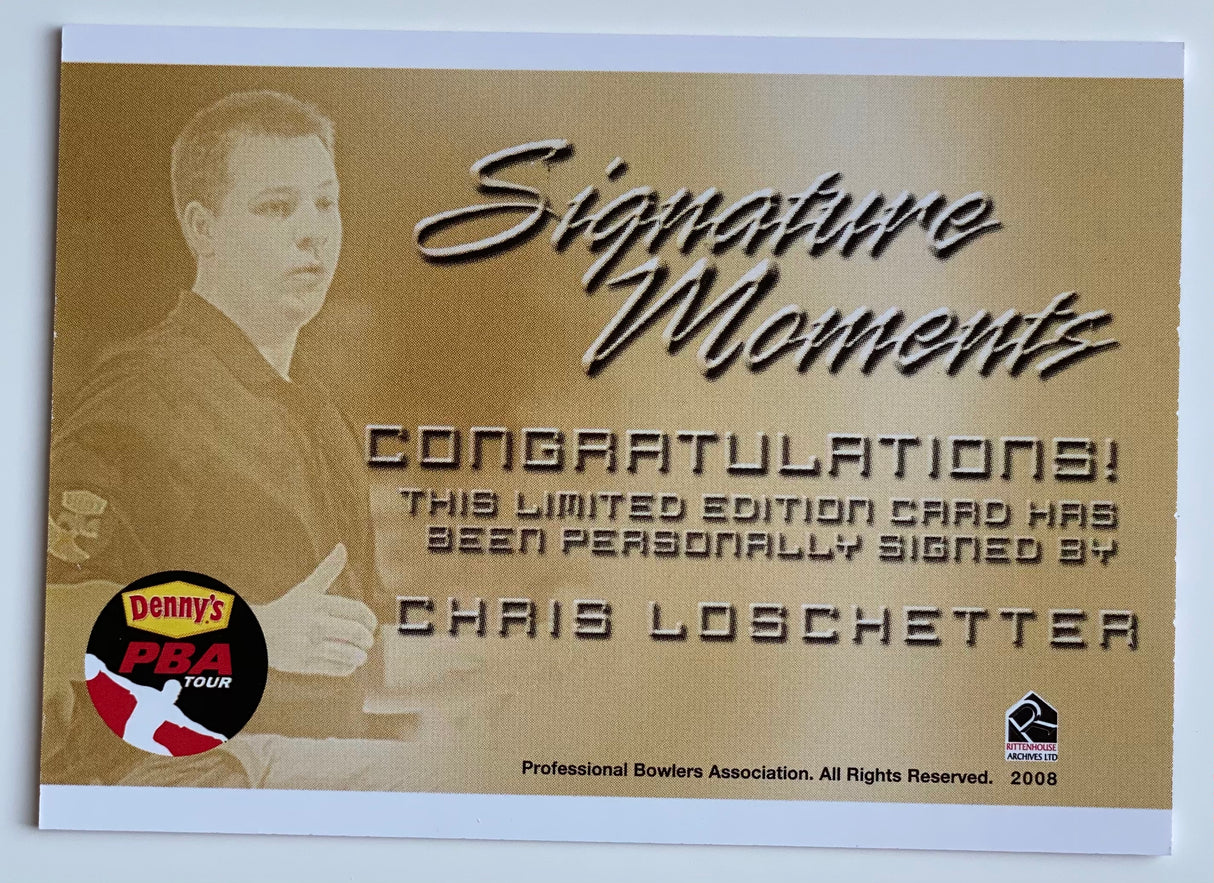 Signature
Moments
CONGRATULATIONS!
THIS LIMITED EDITION CARD HAS
BEEN PERSONALLY SIGNED BY
CHRIS LOSCHETTER
Denny's
PBA
TOUR
RITTENHOUSE
ARCHIVES LTD
Professional Bowlers Association. All Rights Reserved. 2008